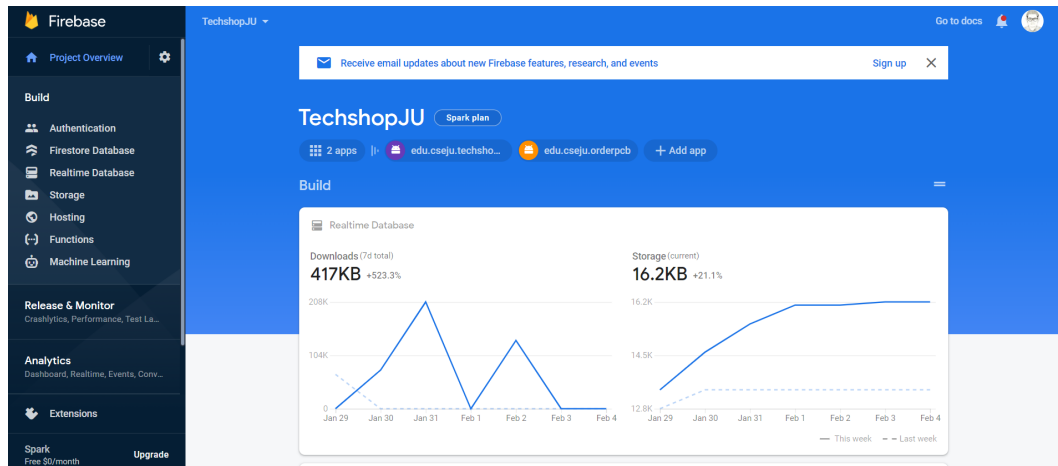 Firebase
TechshopJU
Go to docs
Project Overview
Receive email updates about new Firebase features, research, and events
Sign up
Build
Authentication
Firestore Database
Realtime Database
Storage
Hosting
Functions
Machine Learning
Release & Monitor
Crashlytics, Performance, Test La...
Analytics
Dashboard, Realtime, Events, Conv...
Extensions
Spark
Free $0/month
Upgrade
TechshopJU
Spark plan
2 apps
edu.cseju.techsho...
edu.cseju.orderpcb
+ Add app
Build
Realtime Database
Downloads (7d total)
417KB +523.3%
208K
104K
0
Jan 29 Jan 30 Jan 31 Feb 1 Feb 2 Feb 3 Feb 4
Storage (current)
16.2KB +21.1%
16.2K
14.5K
12.8K
Jan 29 Jan 30 Jan 31 Feb 1 Feb 2 Feb 3 Feb 4
This week Last week